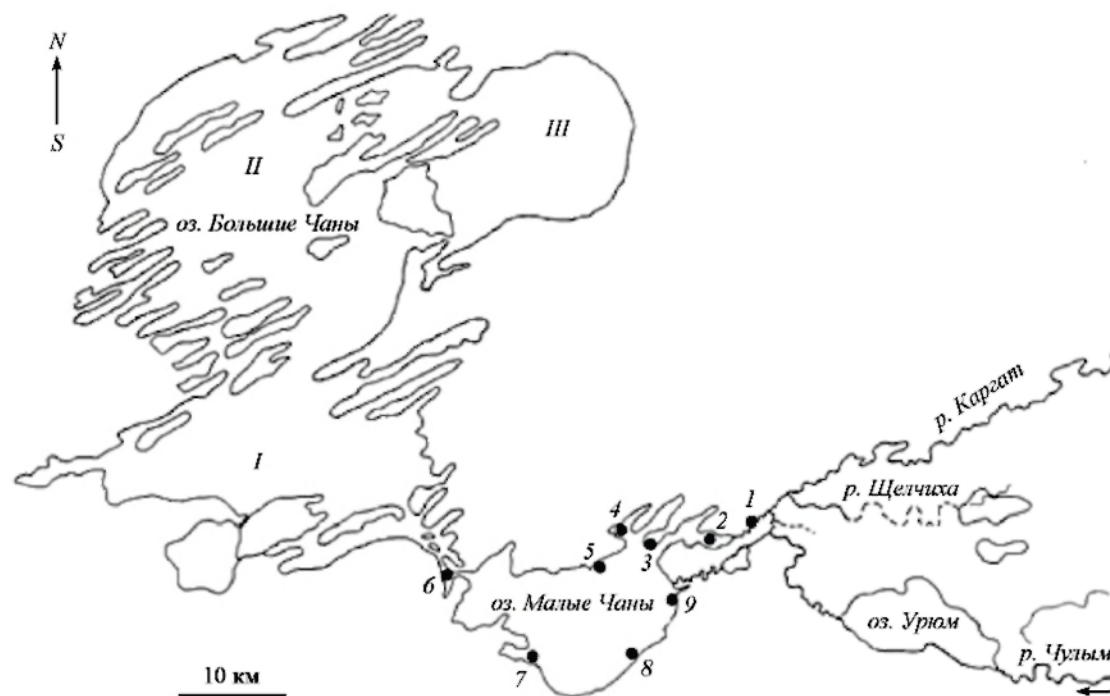 N
S
III
II
оз. Большие Чаны
I
р. Каргат
р. Щелчиха
1
2
3
4
5
6
оз. Малые Чаны
9
оз. Урюм
7
8
р. Чулым
10 км